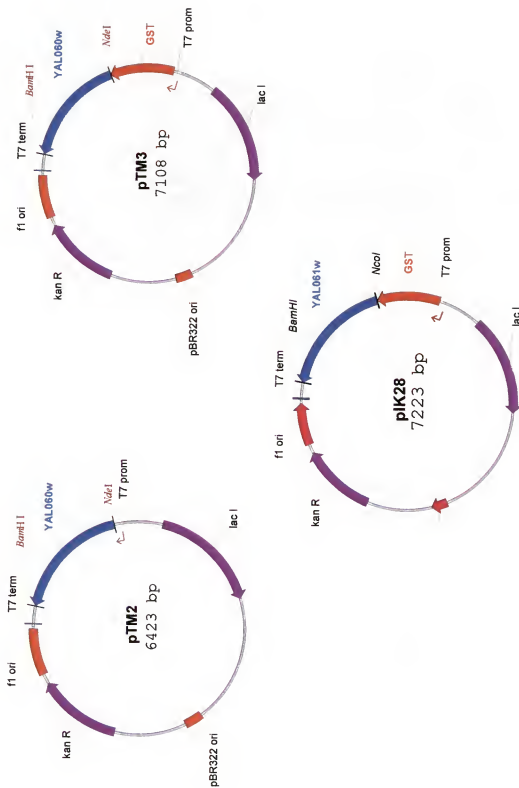 BamHI
YAL060w
NdeI
T7 term
f1 ori
T7 prom
kan R
pTM2
6423 bp
lac I
pBR322 ori
BamHI
YAL060w
NdeI
GST
T7 term
f1 ori
T7 prom
kan R
pTM3
7108 bp
lac I
pBR322 ori
BamHI
YAL061w
NcoI
GST
T7 term
f1 ori
T7 prom
kan R
pIK28
7223 bp
lac I